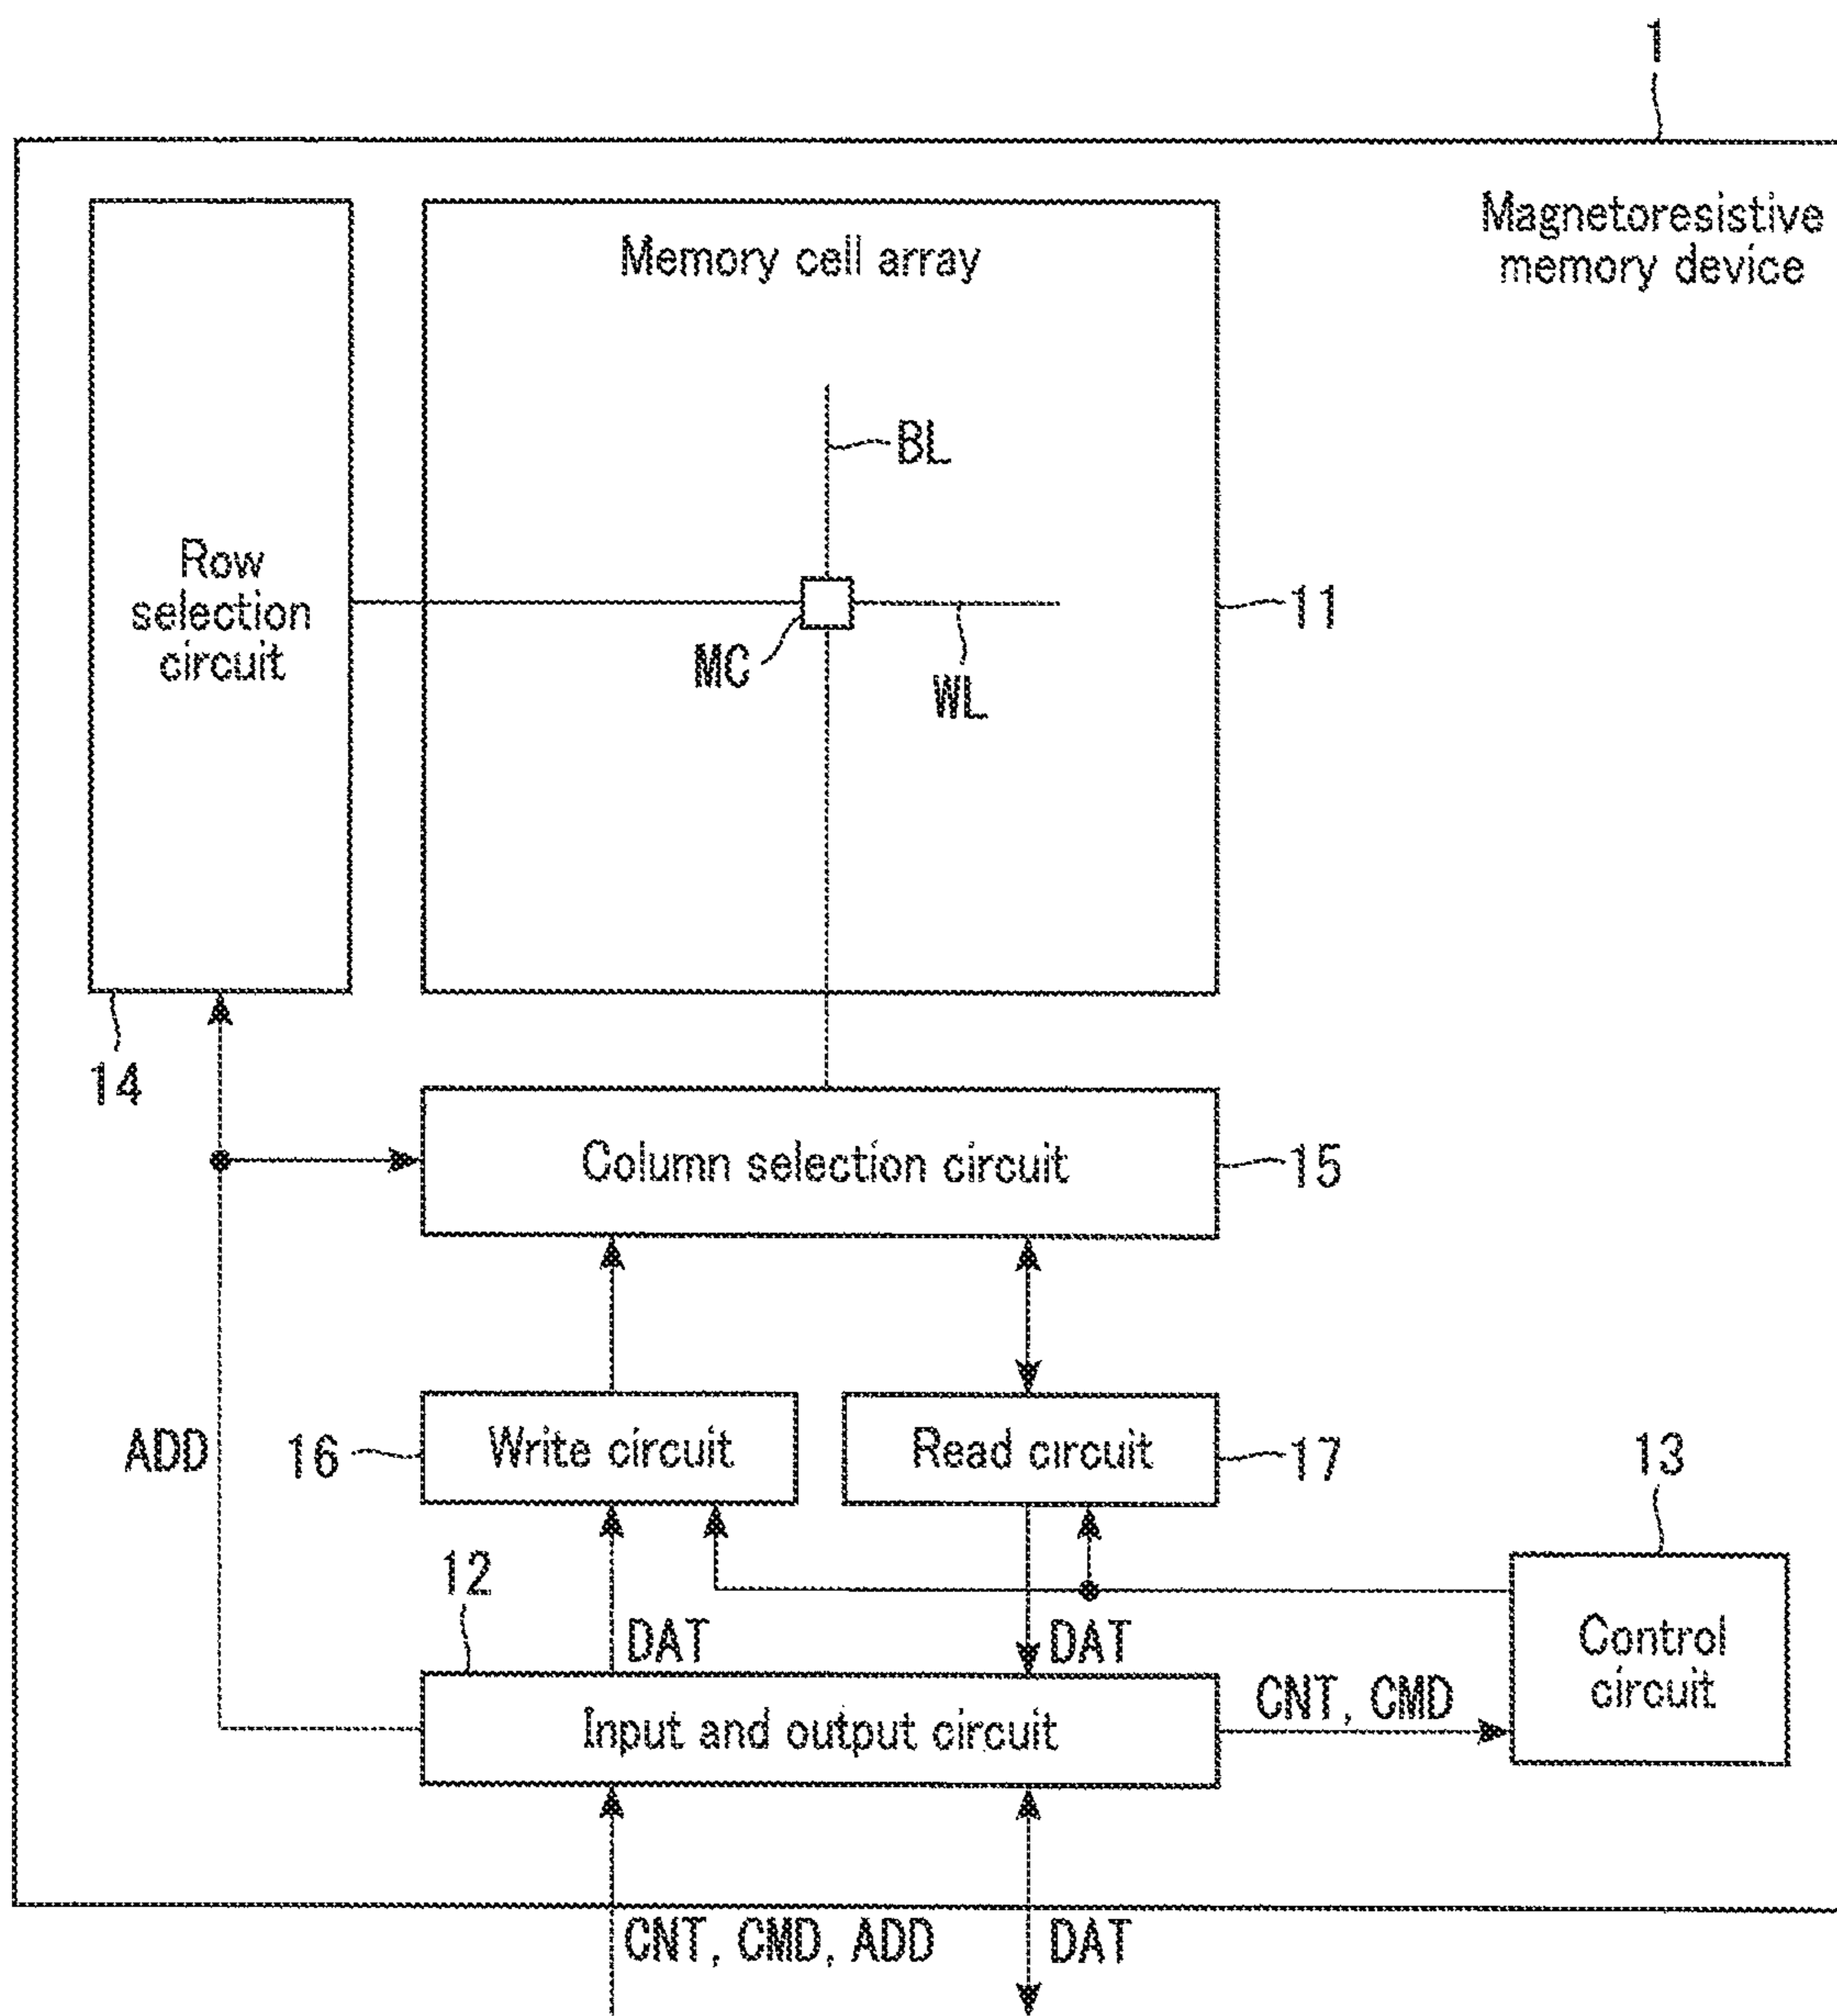 1
Magnetoresistive
memory device
Memory cell array
BL
Row
selection
circuit
11
MC
WL
14
Column selection circuit
15
ADD
16
Write circuit
Read circuit
17
13
12
DAT
DAT
Control
circuit
Input and output circuit
CNT, CMD
CNT, CMD, ADD
DAT